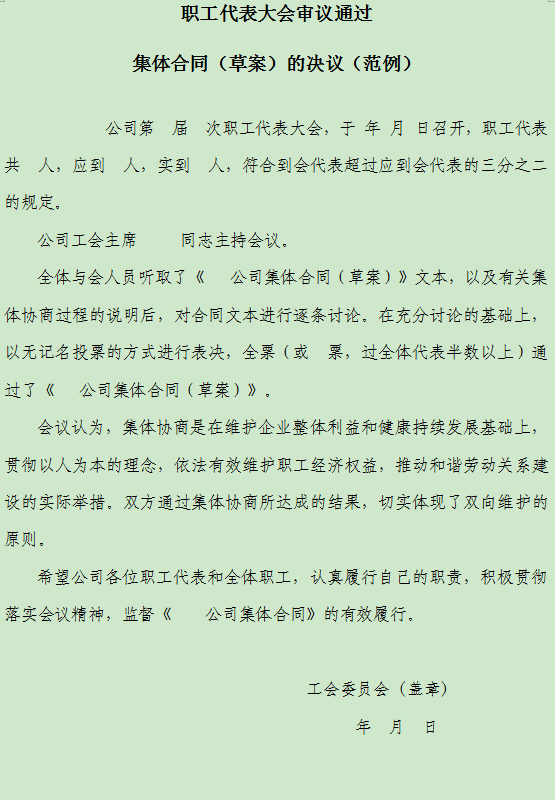 职工代表大会审议通过
集体合同（草案）的决议（范例）
公司第　届　次职工代表大会，于 年 月 日召开，职工代表
共　人，应到　人，实到　人，符合到会代表超过应到会代表的三分之二
的规定。
公司工会主席　　　同志主持会议。
全体与会人员听取了《　　公司集体合同（草案）》文本，以及有关集
体协商过程的说明后，对合同文本进行逐条讨论。在充分讨论的基础上，
以无记名投票的方式进行表决，全票（或　票，过全体代表半数以上）通
过了《　　公司集体合同（草案）》。
会议认为，集体协商是在维护企业整体利益和健康持续发展基础上，
贯彻以人为本的理念，依法有效维护职工经济权益，推动和谐劳动关系建
设的实际举措。双方通过集体协商所达成的结果，切实体现了双向维护的
原则。
希望公司各位职工代表和全体职工，认真履行自己的职责，积极贯彻
落实会议精神，监督《　　公司集体合同》的有效履行。
工会委员会（盖章）
年　月　日